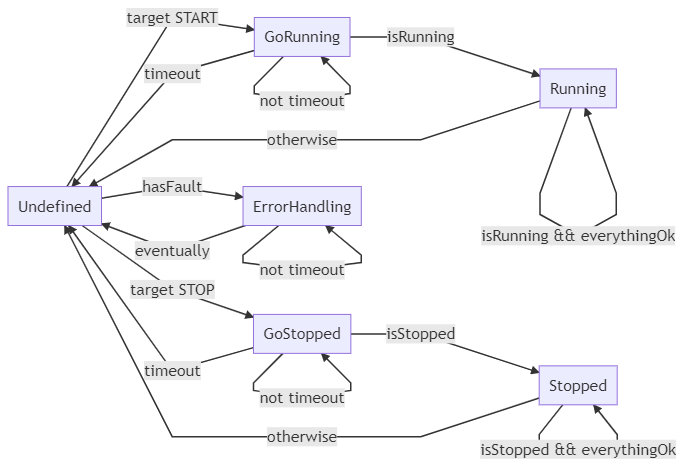 target START
GoRunning
isRunning
timeout
Running
not timeout
otherwise
hasFault
Undefined
ErrorHandling
isRunning && everythingOk
eventually
not timeout
target STOP
GoStopped
isStopped
timeout
Stopped
not timeout
otherwise
isStopped && everythingOk